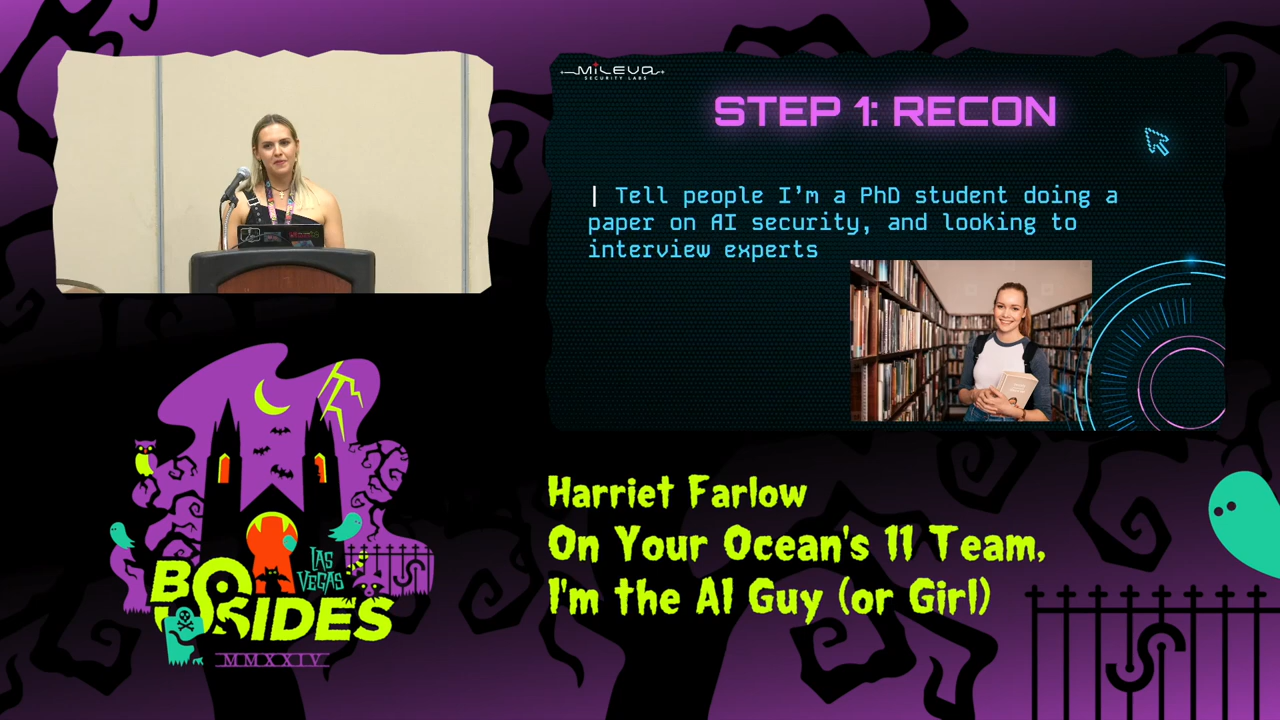 MILEVA
SECURITY LABS
STEP 1: RECON
| Tell people I'm a PhD student doing a
paper on AI security, and looking to
interview experts
Harriet Farlow
On Your Ocean's 11 Team,
I'm the AI Guy (or Girl)
LAS
VEGAS
BSIDES
MMXXIV